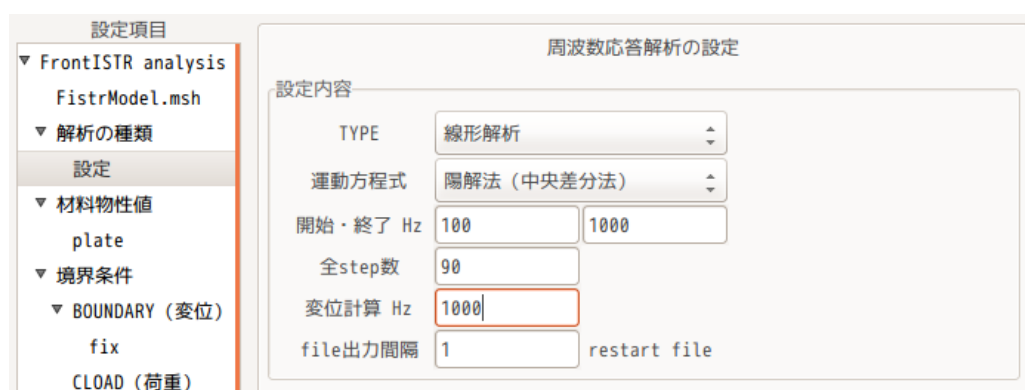 設定項目
▼ FrontISTR analysis
FistrModel.msh
▼ 解析の種類
設定
▼ 材料物性値
plate
▼ 境界条件
▼ BOUNDARY (変位)
fix
CLOAD (荷重)
周波数応答解析の設定
設定内容
TYPE 線形解析
運動方程式 陽解法 (中央差分法)
開始・終了 Hz 100 1000
全step数 90
変位計算 Hz 1000
file出力間隔 1 restart file